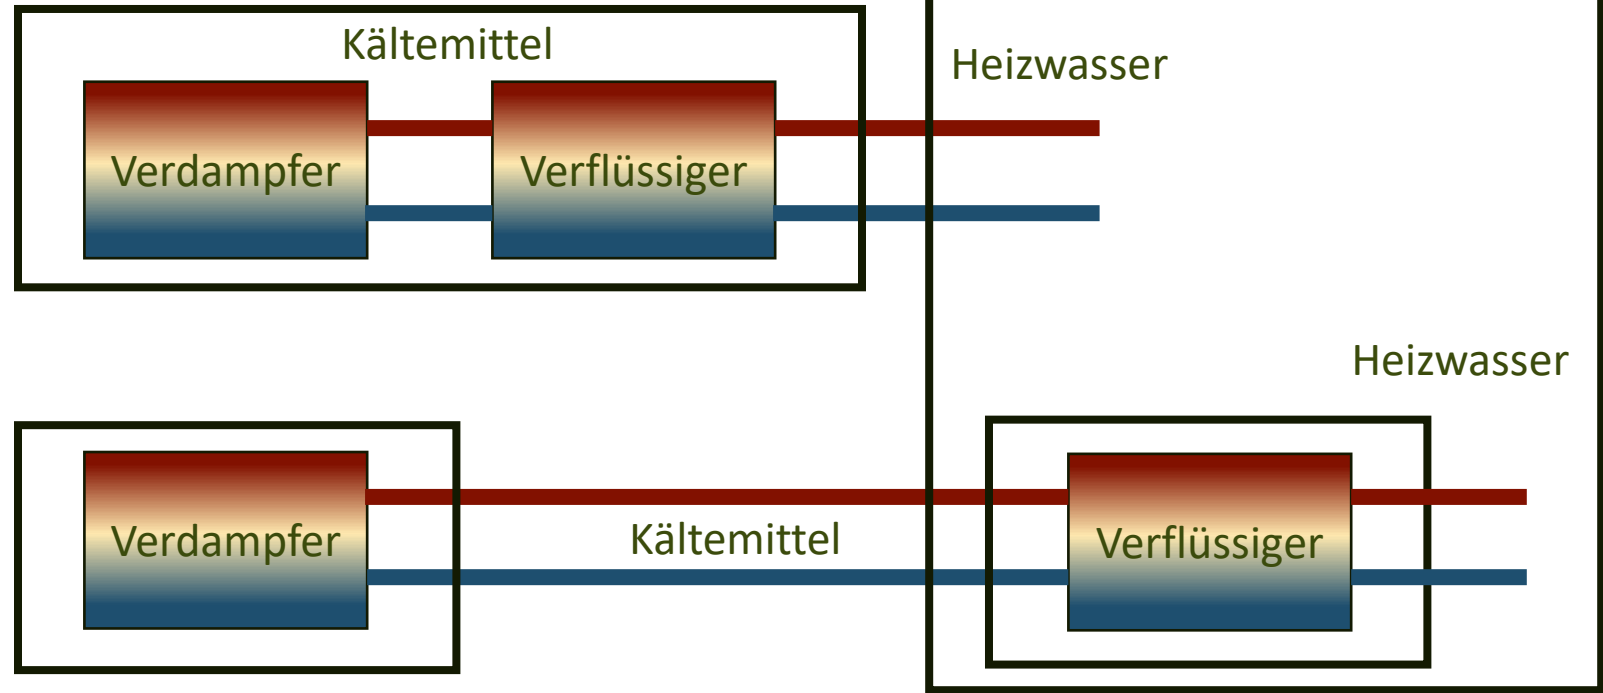 Kältemittel
Heizwasser
Verdampfer
Verflüssiger
Heizwasser
Verdampfer
Kältemittel
Verflüssiger